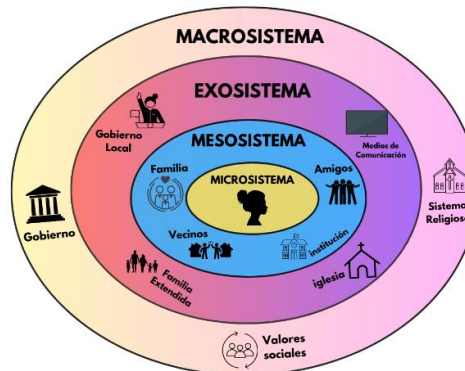 MACROSISTEMA
EXOSISTEMA
Gobierno
Local
Medios de
Comunicación
MESOSISTEMA
Familia
Amigos
MICROSISTEMA
Gobierno
Sistema
Religioso
Vecinos
institución
Familia
Extendida
iglesia
Valores
sociales